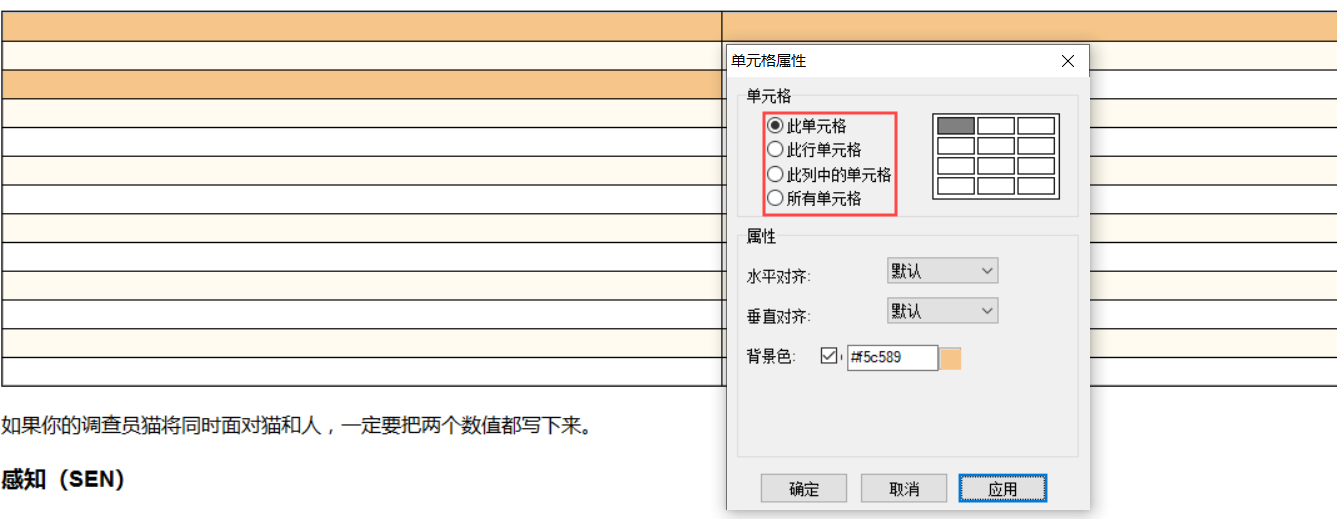 单元格属性
单元格
此单元格
此行单元格
此列中的单元格
所有单元格
属性
水平对齐:
默认
垂直对齐:
默认
背景色:
#f5c589
确定
取消
应用
如果你的调查员猫将同时面对猫和人，一定要把两个数值都写下来。
感知（SEN）